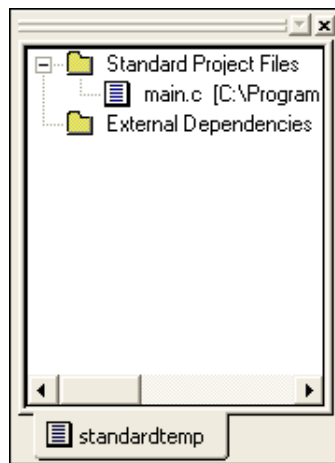 Standard Project Files
main.c [C:\Program
External Dependencies
standardtemp